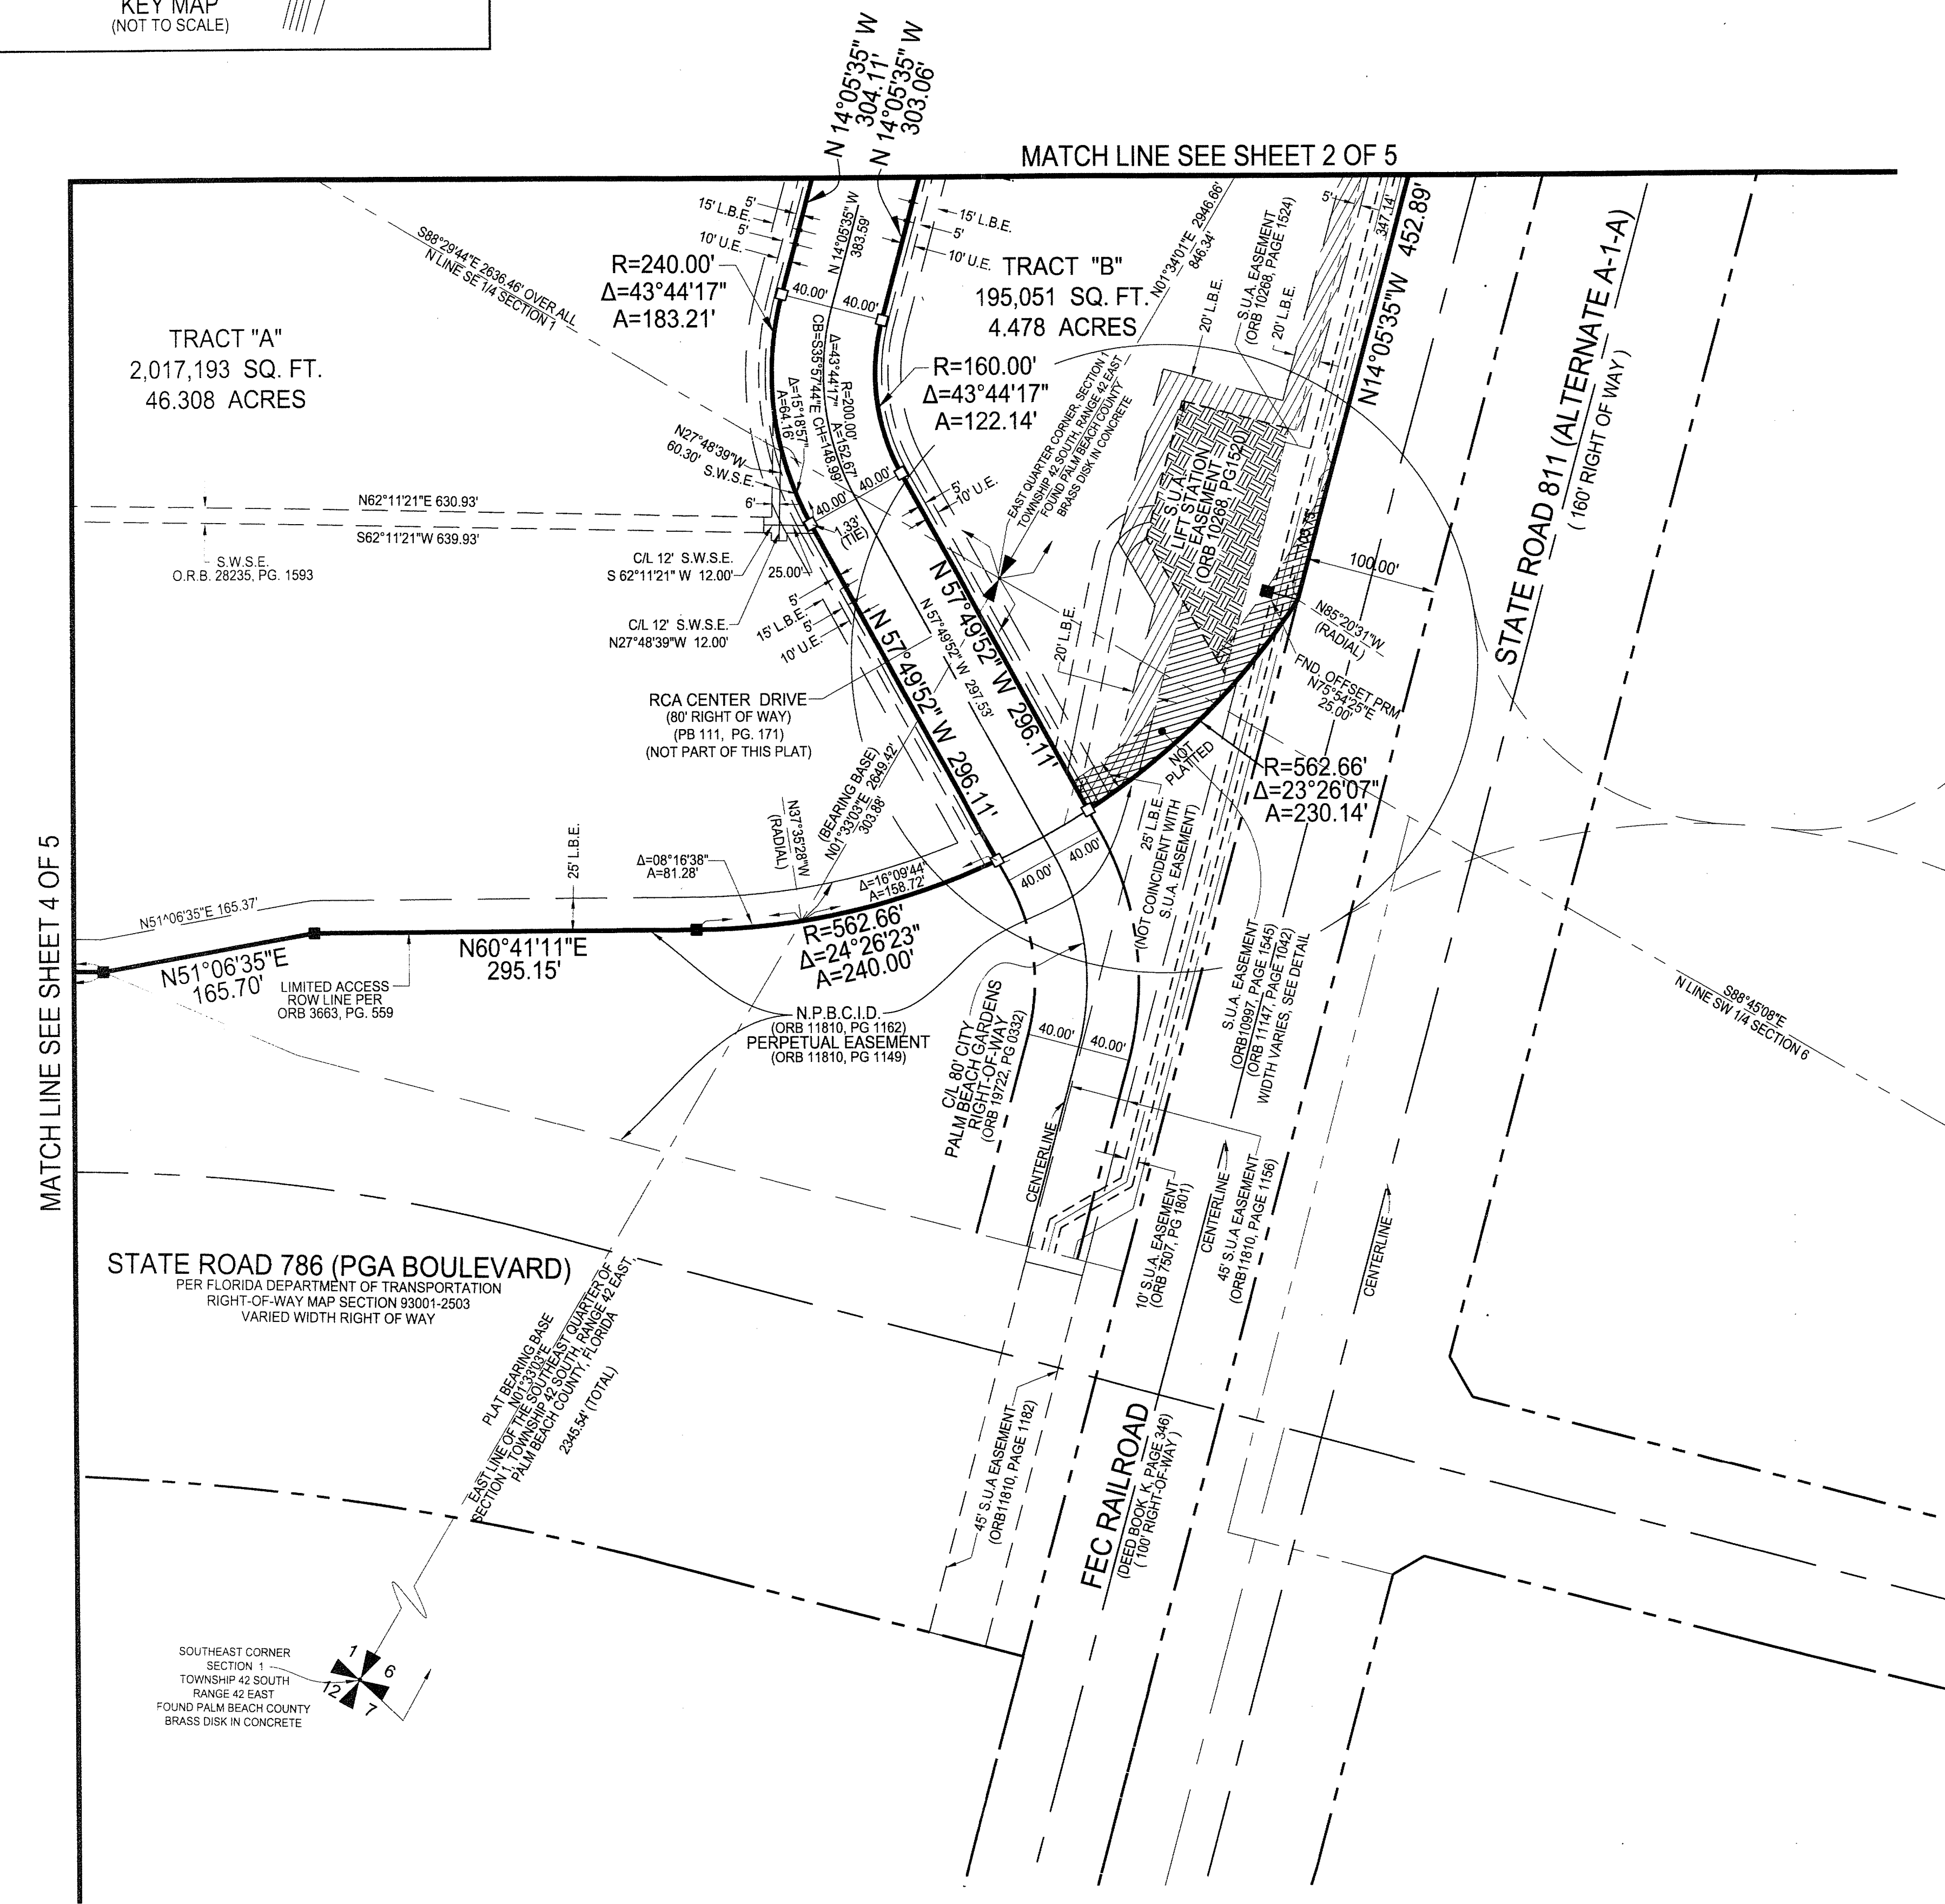 KEY MAP
(NOT TO SCALE)
N 14°05'35" W
304.11'
N 14°05'35" W
303.06'
MATCH LINE SEE SHEET 2 OF 5
MATCH LINE SEE SHEET 4 OF 5
TRACT "A"
2,017,193 SQ. FT.
46.308 ACRES
S88°29'44"E 2636.46' OVER ALL
N LINE SE 1/4 SECTION 1
15' L.B.E.
5'
5'
10' U.E.
R=240.00'
Δ=43°44'17"
A=183.21'
N 14°05'35" W
383.59'
15' L.B.E.
5'
10' U.E.
40.00'
40.00'
TRACT "B"
195,051 SQ. FT.
4.478 ACRES
R=160.00'
Δ=43°44'17"
A=122.14'
Δ=15°18'57"
A=64.16'
CB=S35°57'44"E CH=148.99'
Δ=43°44'17"
R=200.00'
A=152.67'
N01°34'01"E 2946.66'
846.34'
EAST QUARTER CORNER, SECTION 1
TOWNSHIP 42 SOUTH, RANGE 42 EAST
FOUND PALM BEACH COUNTY
BRASS DISK IN CONCRETE
20' L.B.E.
S.U.A. EASEMENT
(ORB 10268, PAGE 1524)
20' L.B.E.
5'
347.14'
N14°05'35"W 452.89'
STATE ROAD 811 (ALTERNATE A-1-A)
( 160' RIGHT OF WAY )
S.U.A.
LIFT STATION
EASEMENT
(ORB 10268, PG1520)
N27°48'39"W
60.30'
S.W.S.E.
6'
40.00'
40.00'
5'
10' U.E.
1.33'
(TIE)
N62°11'21"E 630.93'
S62°11'21"W 639.93'
S.W.S.E.
O.R.B. 28235, PG. 1593
C/L 12' S.W.S.E.
S 62°11'21" W 12.00'
25.00'
C/L 12' S.W.S.E.
N27°48'39"W 12.00'
5'
15' L.B.E.
5'
10' U.E.
N 57°49'52" W 296.11'
N 57°49'52" W 297.53'
N 57°49'52" W 296.11'
20' L.B.E.
100.00'
N85°20'31"W
(RADIAL)
FND. OFFSET PRM
N75°54'25"E
25.00'
RCA CENTER DRIVE
(80' RIGHT OF WAY)
(PB 111, PG. 171)
(NOT PART OF THIS PLAT)
NOT
PLATTED
R=562.66'
Δ=23°26'07"
A=230.14'
(BEARING BASE)
N01°33'03"E 2649.42'
303.88'
N37°35'28"W
(RADIAL)
25' L.B.E.
Δ=08°16'38"
A=81.28'
Δ=16°09'44"
A=158.72'
R=562.66'
Δ=24°26'23"
A=240.00'
40.00'
40.00'
25' L.B.E.
(NOT COINCIDENT WITH
S.U.A. EASEMENT)
N51^06'35"E 165.37'
N51°06'35"E
165.70'
N60°41'11"E
295.15'
LIMITED ACCESS
ROW LINE PER
ORB 3663, PG. 559
N.P.B.C.I.D.
(ORB 11810, PG 1162)
PERPETUAL EASEMENT
(ORB 11810, PG 1149)
C/L 80' CITY
PALM BEACH GARDENS
RIGHT-OF-WAY
(ORB 19722, PG 0332)
40.00'
40.00'
S.U.A. EASEMENT
(ORB10997, PAGE 1545)
(ORB 11147, PAGE 1042)
WIDTH VARIES, SEE DETAIL
S88°45'08"E
N LINE SW 1/4 SECTION 6
CENTERLINE
10' S.U.A. EASEMENT
(ORB 7507, PG 1801)
CENTERLINE
45' S.U.A EASEMENT
(ORB11810, PAGE 1156)
CENTERLINE
STATE ROAD 786 (PGA BOULEVARD)
PER FLORIDA DEPARTMENT OF TRANSPORTATION
RIGHT-OF-WAY MAP SECTION 93001-2503
VARIED WIDTH RIGHT OF WAY
PLAT BEARING BASE
N01°33'03"E
EAST LINE OF THE SOUTHEAST QUARTER OF
SECTION 1, TOWNSHIP 42 SOUTH, RANGE 42 EAST,
PALM BEACH COUNTY, FLORIDA
2345.54' (TOTAL)
45' S.U.A EASEMENT
(ORB11810, PAGE 1182)
FEC RAILROAD
(DEED BOOK K, PAGE 346)
( 100' RIGHT-OF-WAY )
SOUTHEAST CORNER
SECTION 1
TOWNSHIP 42 SOUTH
RANGE 42 EAST
FOUND PALM BEACH COUNTY
BRASS DISK IN CONCRETE
1
6
12
7